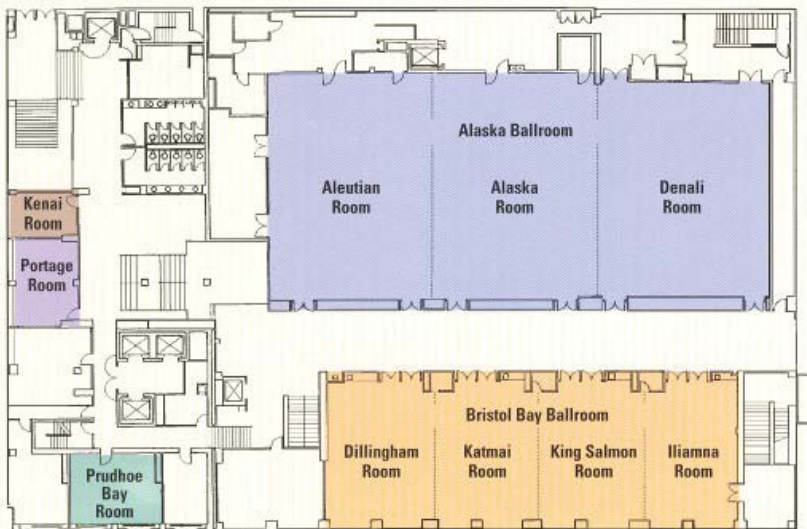 Alaska Ballroom
Aleutian
Room
Alaska
Room
Denali
Room
Kenai
Room
Portage
Room
Bristol Bay Ballroom
Dillingham
Room
Katmai
Room
King Salmon
Room
Iliamna
Room
Prudhoe
Bay
Room